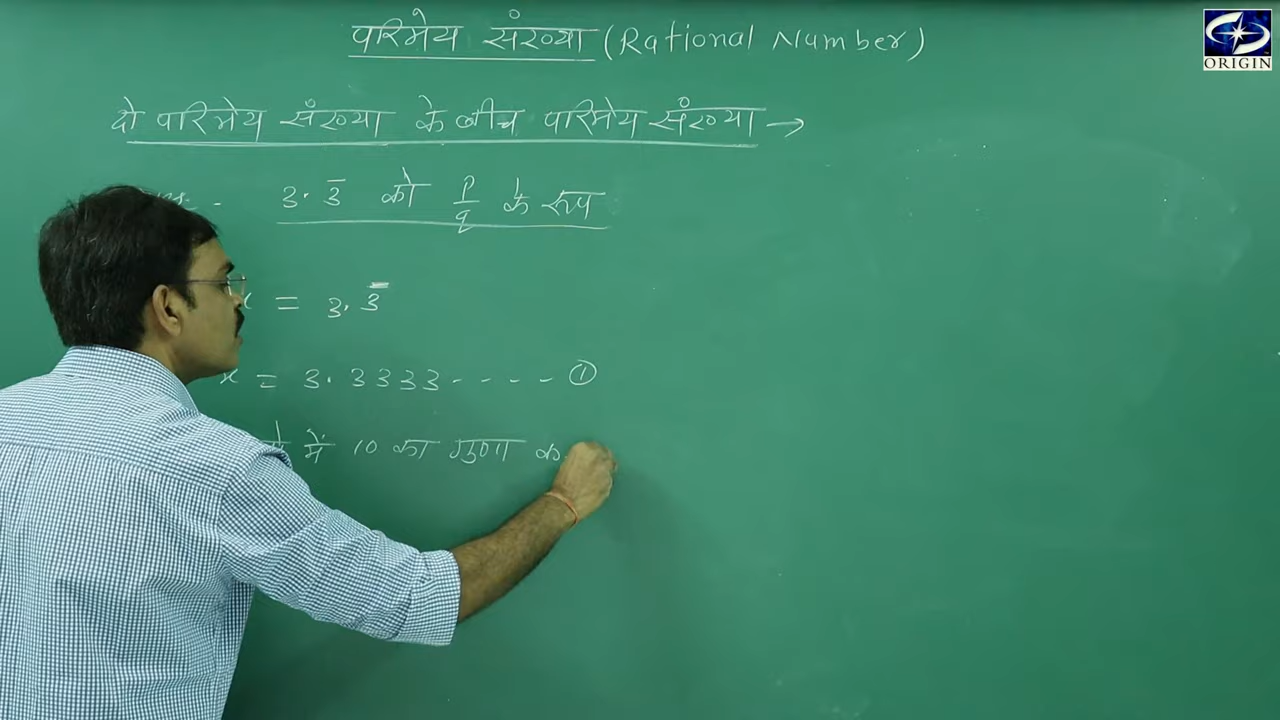 परिमेय संख्या (Rational Number)
ORIGIN
दो परिमेय संख्या के बीच परिमेय संख्या →
3.3̅ को p/q के रूप
x = 3.3̅
x = 3.3333 - - - - ①
में 10 का गुणा क